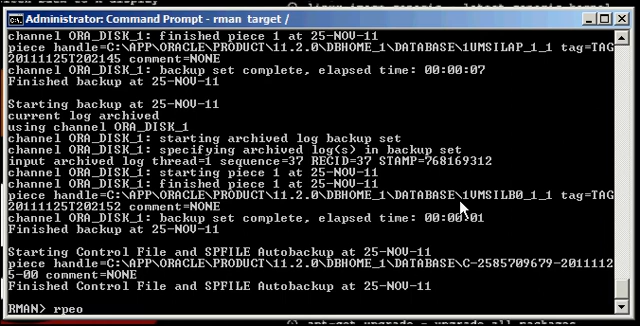 Administrator: Command Prompt - rman target /
channel ORA_DISK_1: finished piece 1 at 25-NOV-11
piece handle=C:\APP\ORACLE\PRODUCT\11.2.0\DBHOME_1\DATABASE\1UMSILAP_1_1 tag=TAG
20111125T202145 comment=NONE
channel ORA_DISK_1: backup set complete, elapsed time: 00:00:07
Finished backup at 25-NOV-11
Starting backup at 25-NOV-11
current log archived
using channel ORA_DISK_1
channel ORA_DISK_1: starting archived log backup set
channel ORA_DISK_1: specifying archived log(s) in backup set
input archived log thread=1 sequence=37 RECID=37 STAMP=768169312
channel ORA_DISK_1: starting piece 1 at 25-NOV-11
channel ORA_DISK_1: finished piece 1 at 25-NOV-11
piece handle=C:\APP\ORACLE\PRODUCT\11.2.0\DBHOME_1\DATABASE\1VMSILB0_1_1 tag=TAG
20111125T202152 comment=NONE
channel ORA_DISK_1: backup set complete, elapsed time: 00:00:01
Finished backup at 25-NOV-11
Starting Control File and SPFILE Autobackup at 25-NOV-11
piece handle=C:\APP\ORACLE\PRODUCT\11.2.0\DBHOME_1\DATABASE\C-2585709679-2011112
5-00 comment=NONE
Finished Control File and SPFILE Autobackup at 25-NOV-11
RMAN> rpeo